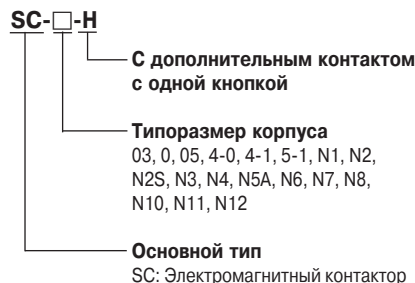 SC-□-H
С дополнительным контактом
с одной кнопкой
Типоразмер корпуса
03, 0, 05, 4-0, 4-1, 5-1, N1, N2,
N2S, N3, N4, N5A, N6, N7, N8,
N10, N11, N12
Основной тип
SC: Электромагнитный контактор